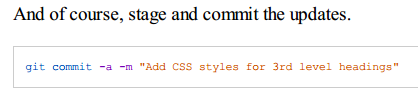 And of course, stage and commit the updates.
git commit -a -m "Add CSS styles for 3rd level headings"